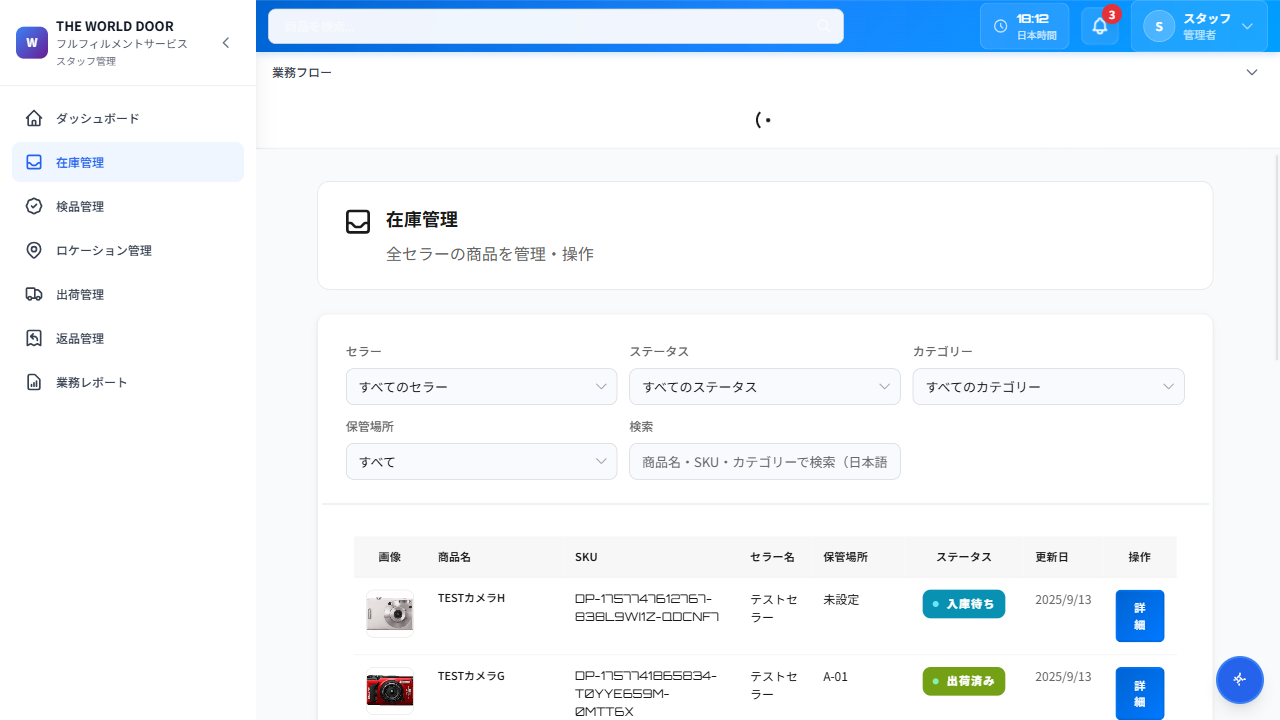 W
THE WORLD DOOR
フルフィルメントサービス
スタッフ管理
ダッシュボード
在庫管理
検品管理
ロケーション管理
出荷管理
返品管理
業務レポート
18:12
日本時間
3
S
スタッフ
管理者
業務フロー
在庫管理
全セラーの商品を管理・操作
セラー
ステータス
カテゴリー
すべてのセラー
すべてのステータス
すべてのカテゴリー
保管場所
検索
すべて
商品名・SKU・カテゴリーで検索（日本語
画像 商品名 SKU セラー名 保管場所 ステータス 更新日 操作
TESTカメラH
OP-1757747612767-
838L9WI1Z-QDCNF7
テストセ
ラー
未設定
入庫待ち
2025/9/13
詳
細
TESTカメラG
OP-1757741865834-
T0YYE659M-
0MTT6X
テストセ
ラー
A-01
出荷済み
2025/9/13
詳
細